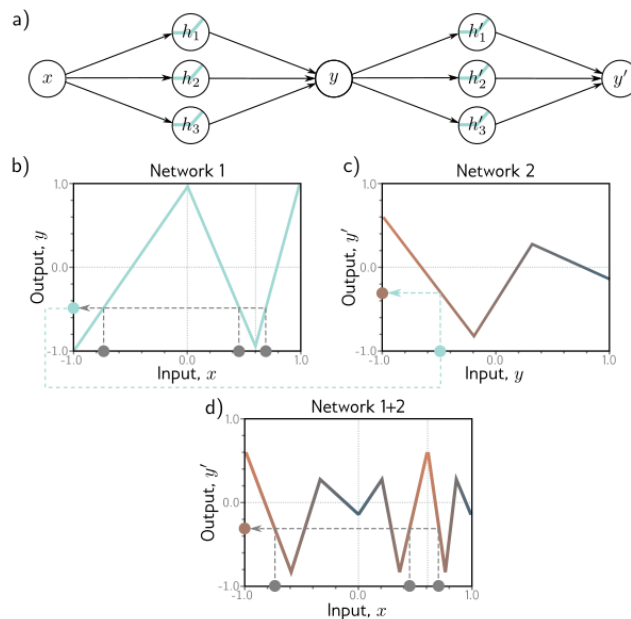 a)
x h₁ h₂ h₃ y h′₁ h′₂ h′₃ y′
b) Network 1
1.0
0.0
-1.0
Output, y
-1.0 0.0 1.0
Input, x
c) Network 2
1.0
0.0
-1.0
Output, y′
-1.0 0.0 1.0
Input, y
d) Network 1+2
1.0
0.0
-1.0
Output, y′
-1.0 0.0 1.0
Input, x